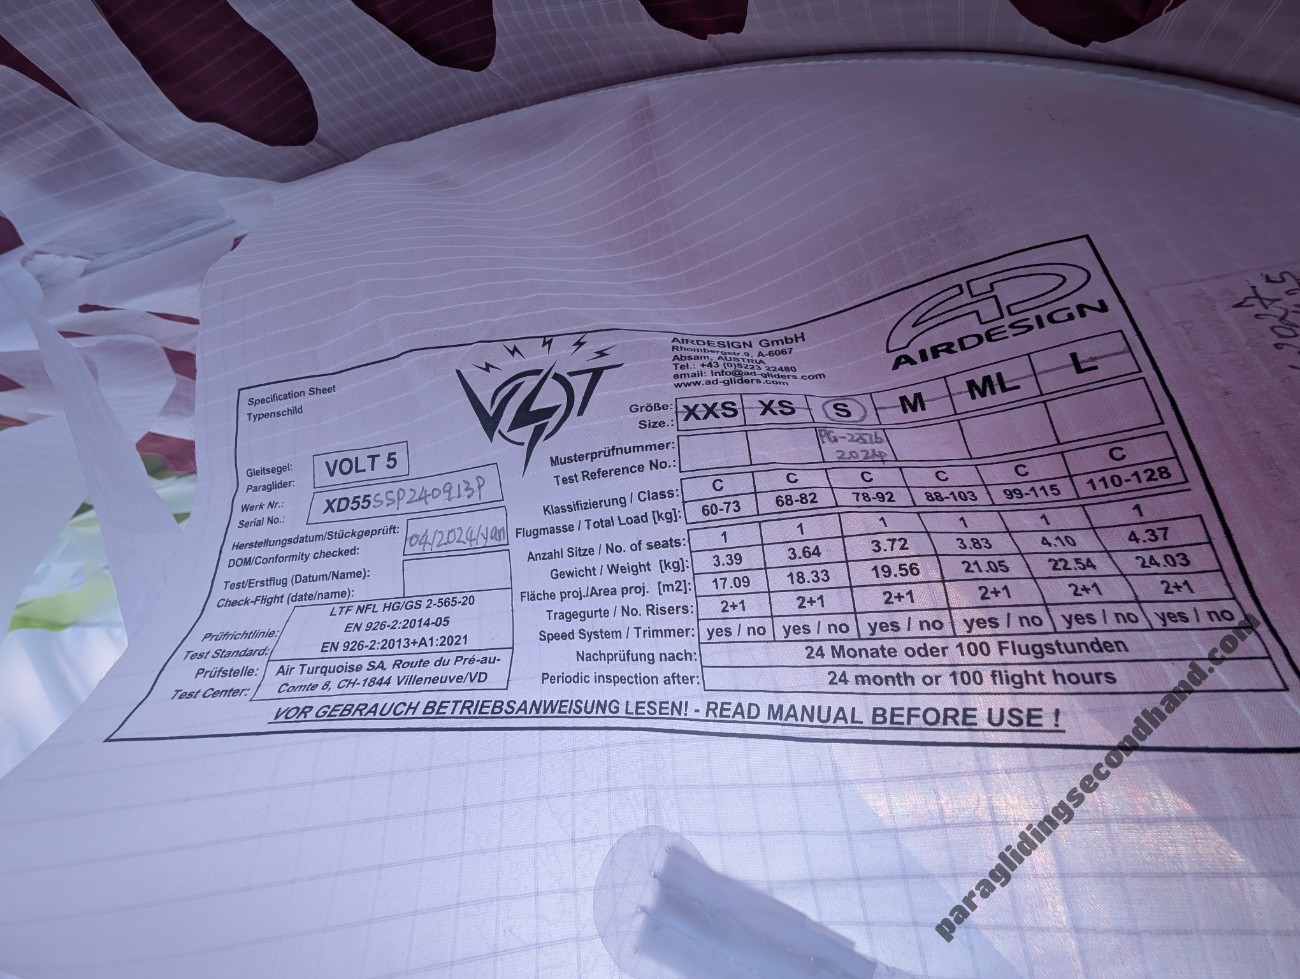 Specification Sheet
Typenschild
VOLT
AIRDESIGN GmbH
Rhombergstr.9, A-6067
Absam, AUSTRIA
Tel.: +43 (0)5223 22480
email: info@ad-gliders.com
www.ad-gliders.com
AIRDESIGN
Gleitsegel:
Paraglider:
VOLT 5
Werk Nr.:
Serial No.:
XD55SSP240913P
Herstellungsdatum/Stückgeprüft:
DOM/Conformity checked:
04/2024/yan
Test/Erstflug (Datum/Name):
Check-Flight (date/name):
Prüfrichtlinie:
Test Standard:
LTF NFL HG/GS 2-565-20
EN 926-2:2014-05
EN 926-2:2013+A1:2021
Prüfstelle:
Test Center:
Air Turquoise SA, Route du Pré-au-
Comte 8, CH-1844 Villeneuve/VD
Größe:
Size.:
XXS XS S M ML L
Musterprüfnummer:
Test Reference No.:
PG-2326
2024
Klassifizierung / Class: C C C C C C
Flugmasse / Total Load [kg]: 60-73 68-82 78-92 88-103 99-115 110-128
Anzahl Sitze / No. of seats: 1 1 1 1 1 1
Gewicht / Weight [kg]: 3.39 3.64 3.72 3.83 4.10 4.37
Fläche proj./Area proj. [m2]: 17.09 18.33 19.56 21.05 22.54 24.03
Tragegurte / No. Risers: 2+1 2+1 2+1 2+1 2+1 2+1
Speed System / Trimmer: yes / no yes / no yes / no yes / no yes / no yes / no
Nachprüfung nach: 24 Monate oder 100 Flugstunden
Periodic inspection after: 24 month or 100 flight hours
VOR GEBRAUCH BETRIEBSANWEISUNG LESEN! - READ MANUAL BEFORE USE !
paraglidingsecondhand.com